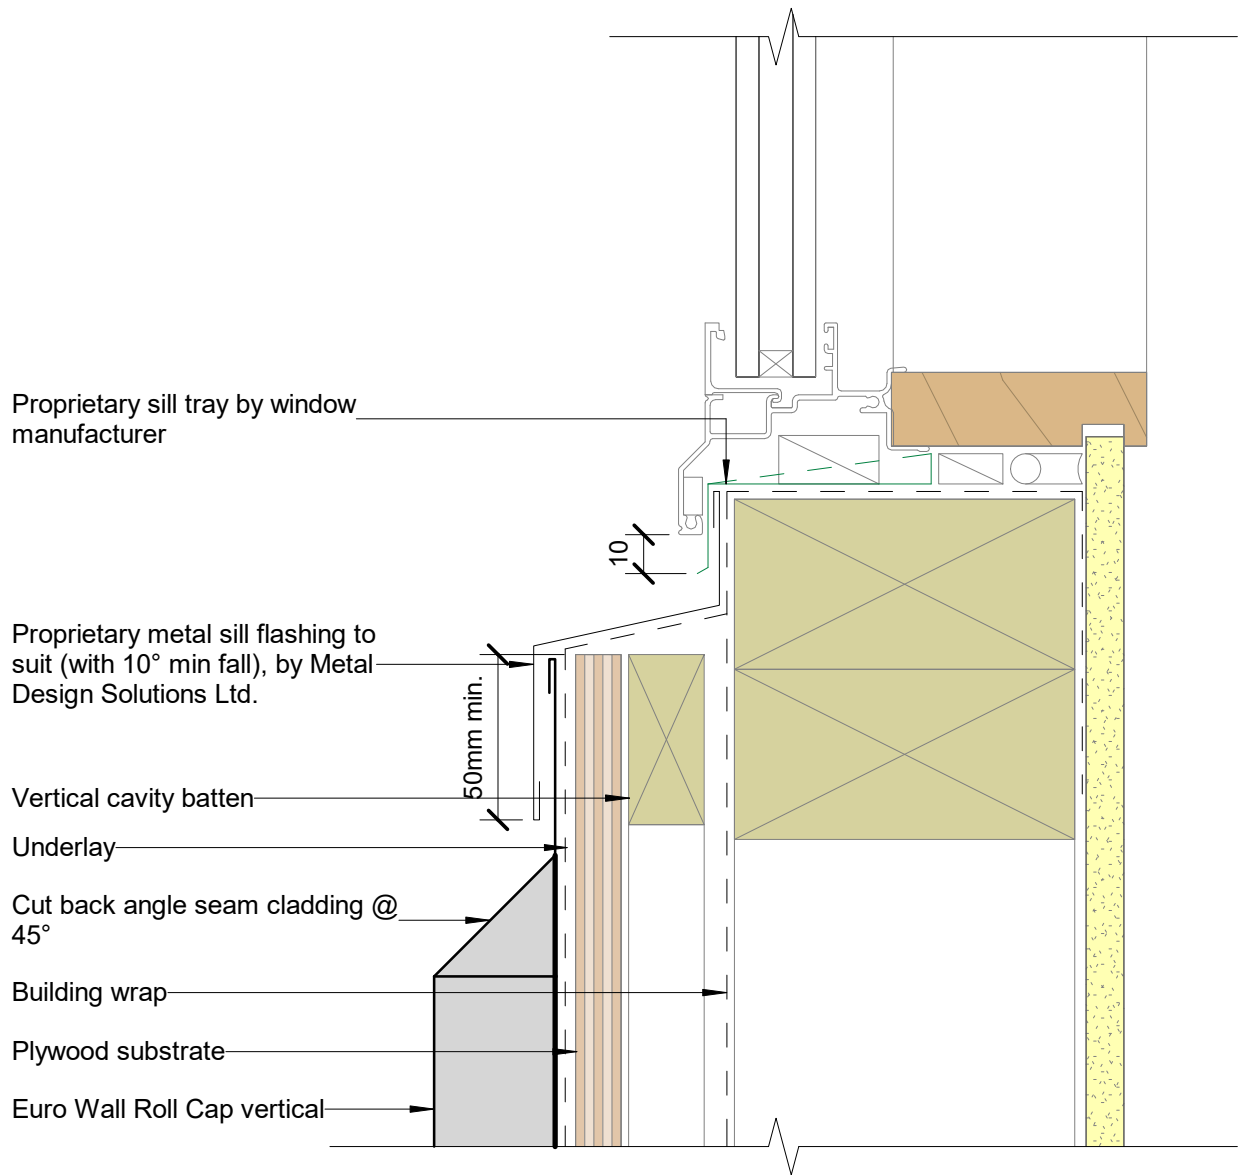 Proprietary sill tray by window
manufacturer
10
Proprietary metal sill flashing to
suit (with 10° min fall), by Metal
Design Solutions Ltd.
50mm min.
Vertical cavity batten
Underlay
Cut back angle seam cladding @
45°
Building wrap
Plywood substrate
Euro Wall Roll Cap vertical